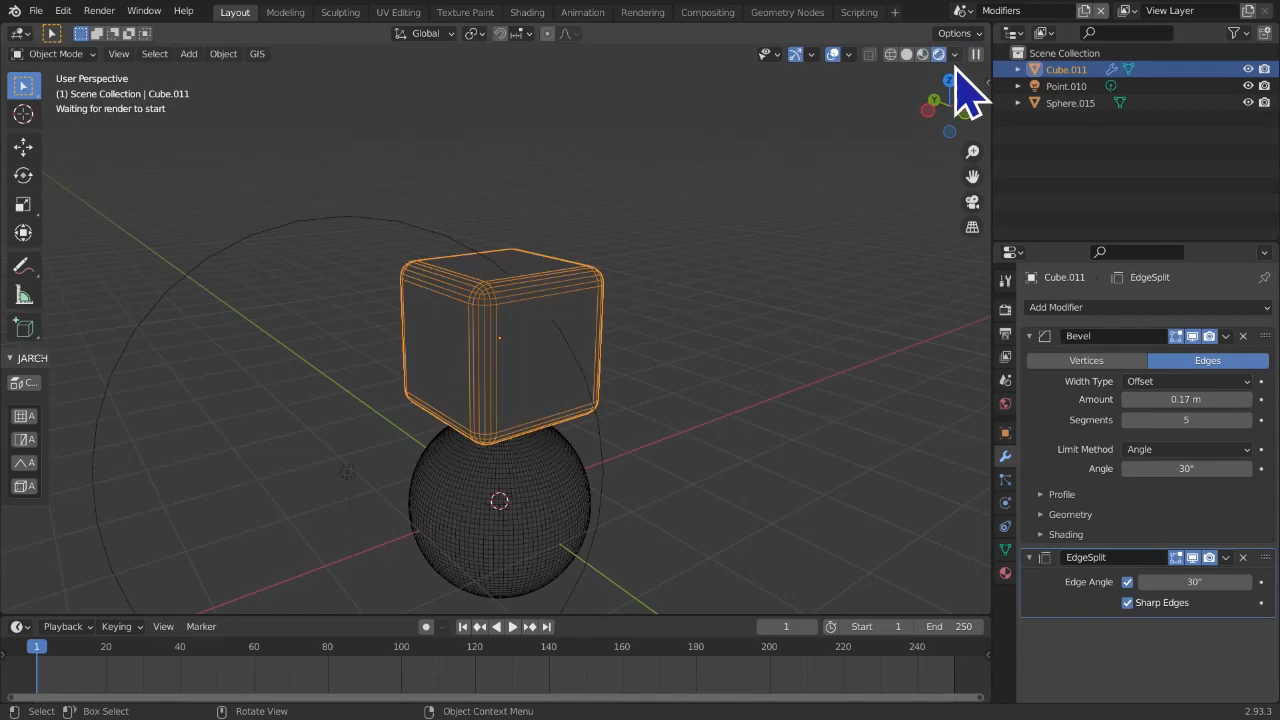 File Edit Render Window Help Layout Modeling Sculpting UV Editing Texture Paint Shading Animation Rendering Compositing Geometry Nodes Scripting + Modifiers View Layer
Global Options
Object Mode View Select Add Object GIS
User Perspective
(1) Scene Collection | Cube.011
Waiting for render to start
Z
Y
JARCH
C...
A
A
A
A
Scene Collection
Cube.011
Point.010
Sphere.015
Cube.011 EdgeSplit
Add Modifier
Bevel
Vertices Edges
Width Type Offset
Amount 0.17 m
Segments 5
Limit Method Angle
Angle 30°
Profile
Geometry
Shading
EdgeSplit
Edge Angle 30°
Sharp Edges
Playback Keying View Marker 1 Start 1 End 250
1 20 40 60 80 100 120 140 160 180 200 220 240
Select Box Select Rotate View Object Context Menu 2.93.3